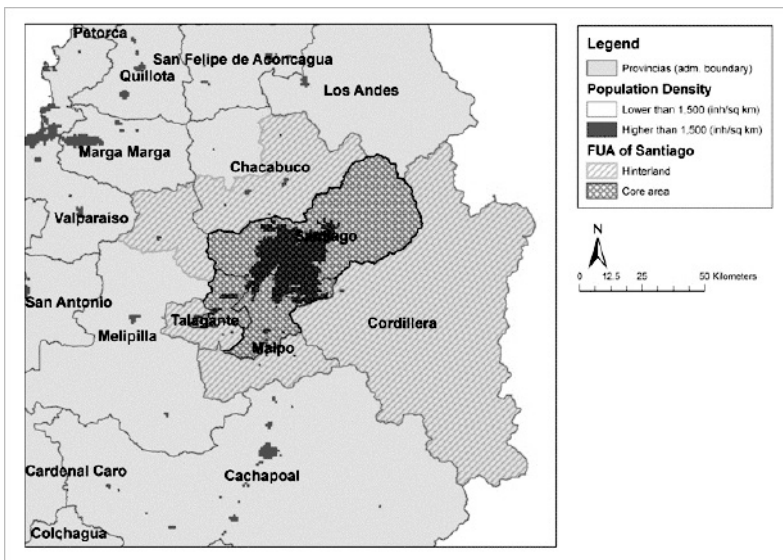 Petorca
San Felipe de Aconcagua
Quillota
Los Andes
Marga Marga
Chacabuco
Valparaiso
Santiago
San Antonio
Talagante
Cordillera
Melipilla
Maipo
Cardenal Caro
Cachapoal
Colchagua
Legend
Provincias (adm. boundary)
Population Density
Lower than 1,500 (inh/sq km)
Higher than 1,500 (inh/sq km)
FUA of Santiago
Hinterland
Core area
N
0 12.5 25 50 Kilometers